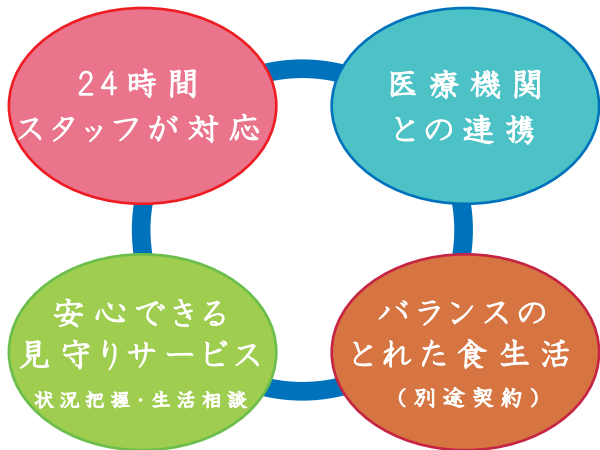 24時間
スタッフが対応
医療機関
との連携
安心できる
見守りサービス
状況把握・生活相談
バランスの
とれた食生活
（別途契約）